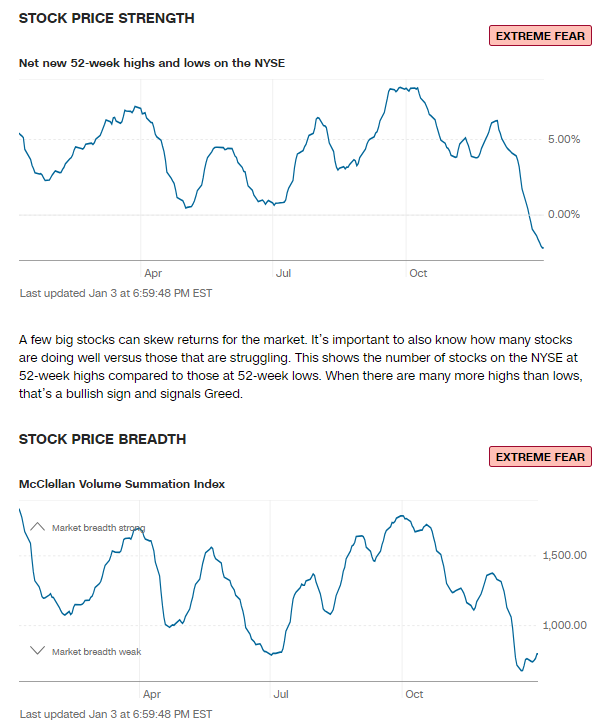 STOCK PRICE STRENGTH
EXTREME FEAR
Net new 52-week highs and lows on the NYSE
5.00%
0.00%
Apr Jul Oct
Last updated Jan 3 at 6:59:48 PM EST
A few big stocks can skew returns for the market. It's important to also know how many stocks
are doing well versus those that are struggling. This shows the number of stocks on the NYSE at
52-week highs compared to those at 52-week lows. When there are many more highs than lows,
that's a bullish sign and signals Greed.
STOCK PRICE BREADTH
EXTREME FEAR
McClellan Volume Summation Index
Market breadth strong
1,500.00
1,000.00
Market breadth weak
Apr Jul Oct
Last updated Jan 3 at 6:59:48 PM EST